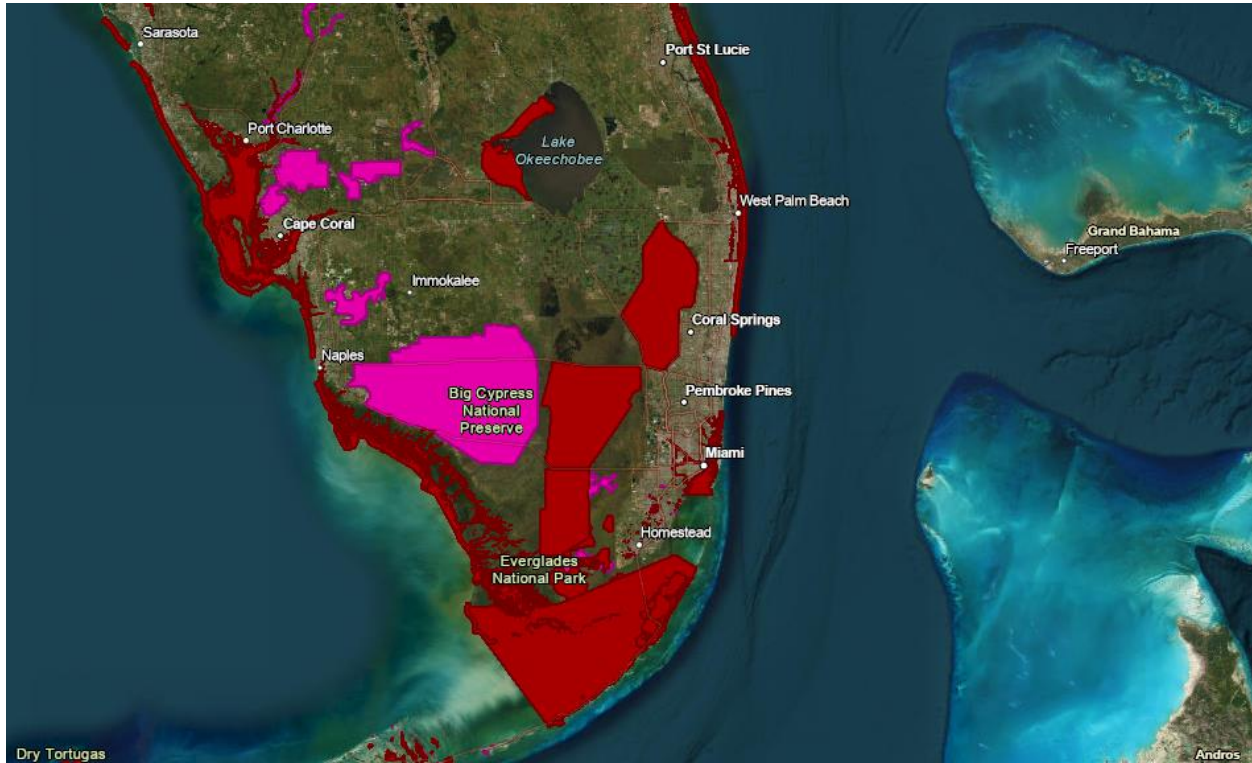 Sarasota
Port St Lucie
Port Charlotte
Lake
Okeechobee
West Palm Beach
Cape Coral
Grand Bahama
Freeport
Immokalee
Coral Springs
Naples
Big Cypress
National
Preserve
Pembroke Pines
Miami
Homestead
Everglades
National Park
Dry Tortugas
Andros